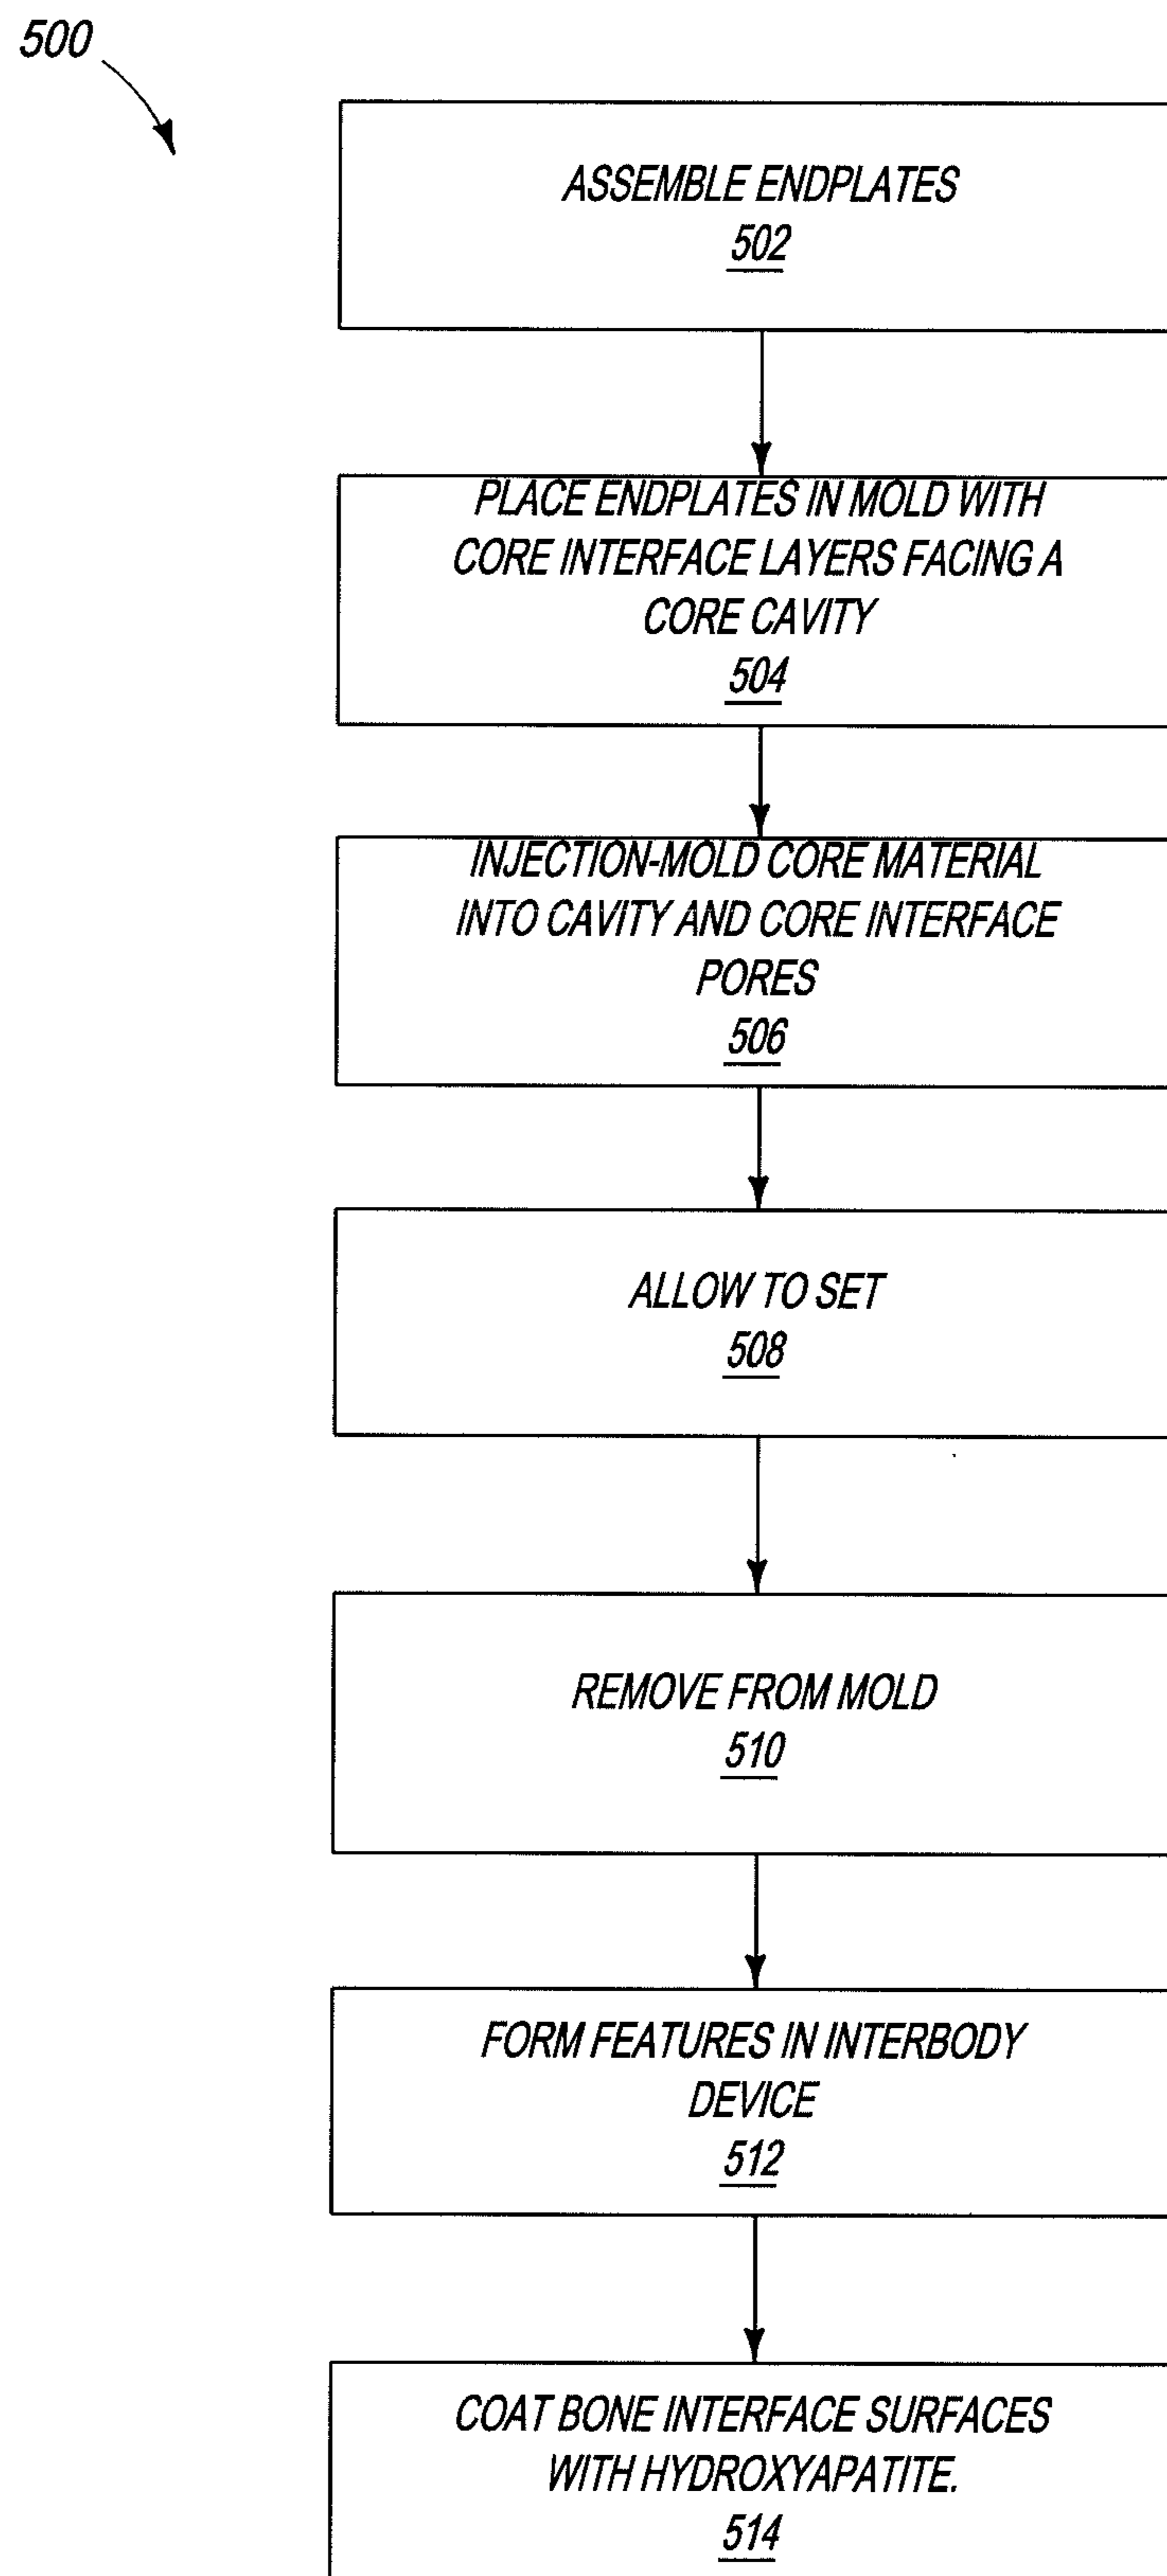 500
ASSEMBLE ENDPLATES
502
PLACE ENDPLATES IN MOLD WITH
CORE INTERFACE LAYERS FACING A
CORE CAVITY
504
INJECTION-MOLD CORE MATERIAL
INTO CAVITY AND CORE INTERFACE
PORES
506
ALLOW TO SET
508
REMOVE FROM MOLD
510
FORM FEATURES IN INTERBODY
DEVICE
512
COAT BONE INTERFACE SURFACES
WITH HYDROXYAPATITE.
514